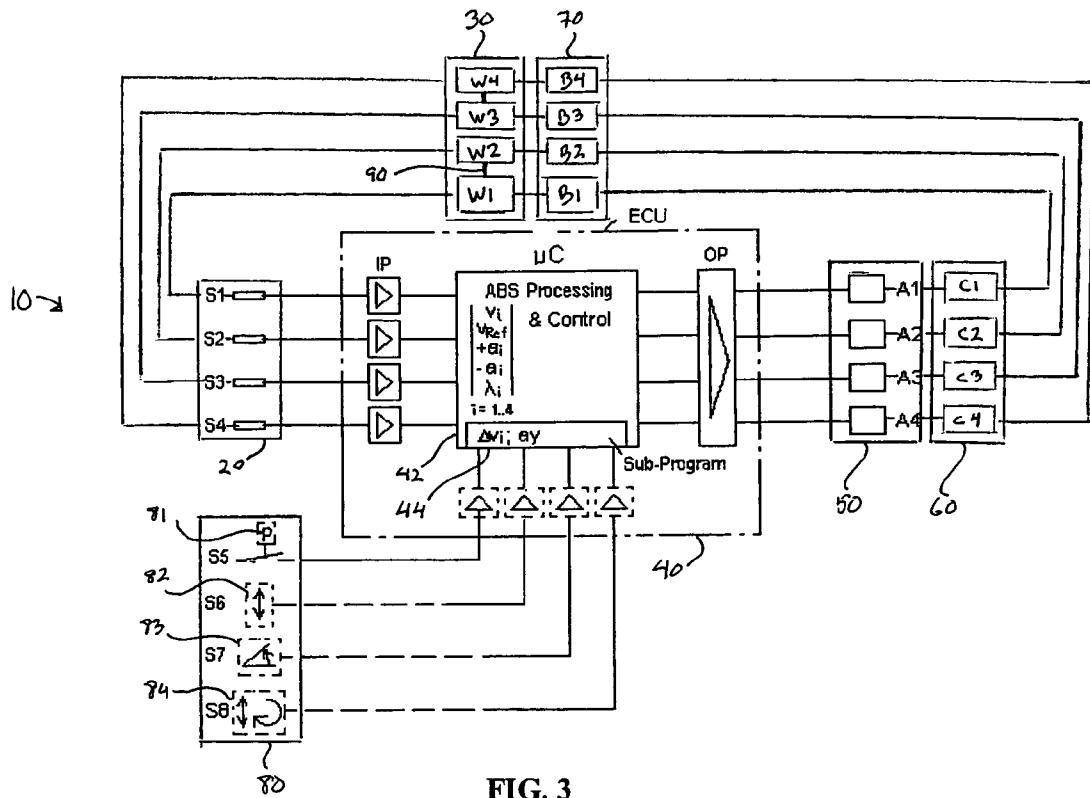 30
70
W4
B4
W3
B3
W2
B2
90
W1
B1
ECU
IP
μC
OP
10
S1
S2
S3
S4
20
ABS Processing
& Control
Vi
VRef
+ai
-ai
λi
i = 1..4
ΔVi; ay
Sub-Program
42
44
A1
A2
A3
A4
C1
C2
C3
C4
50
60
40
81
P
S5
82
S6
83
S7
84
S8
80
FIG. 3